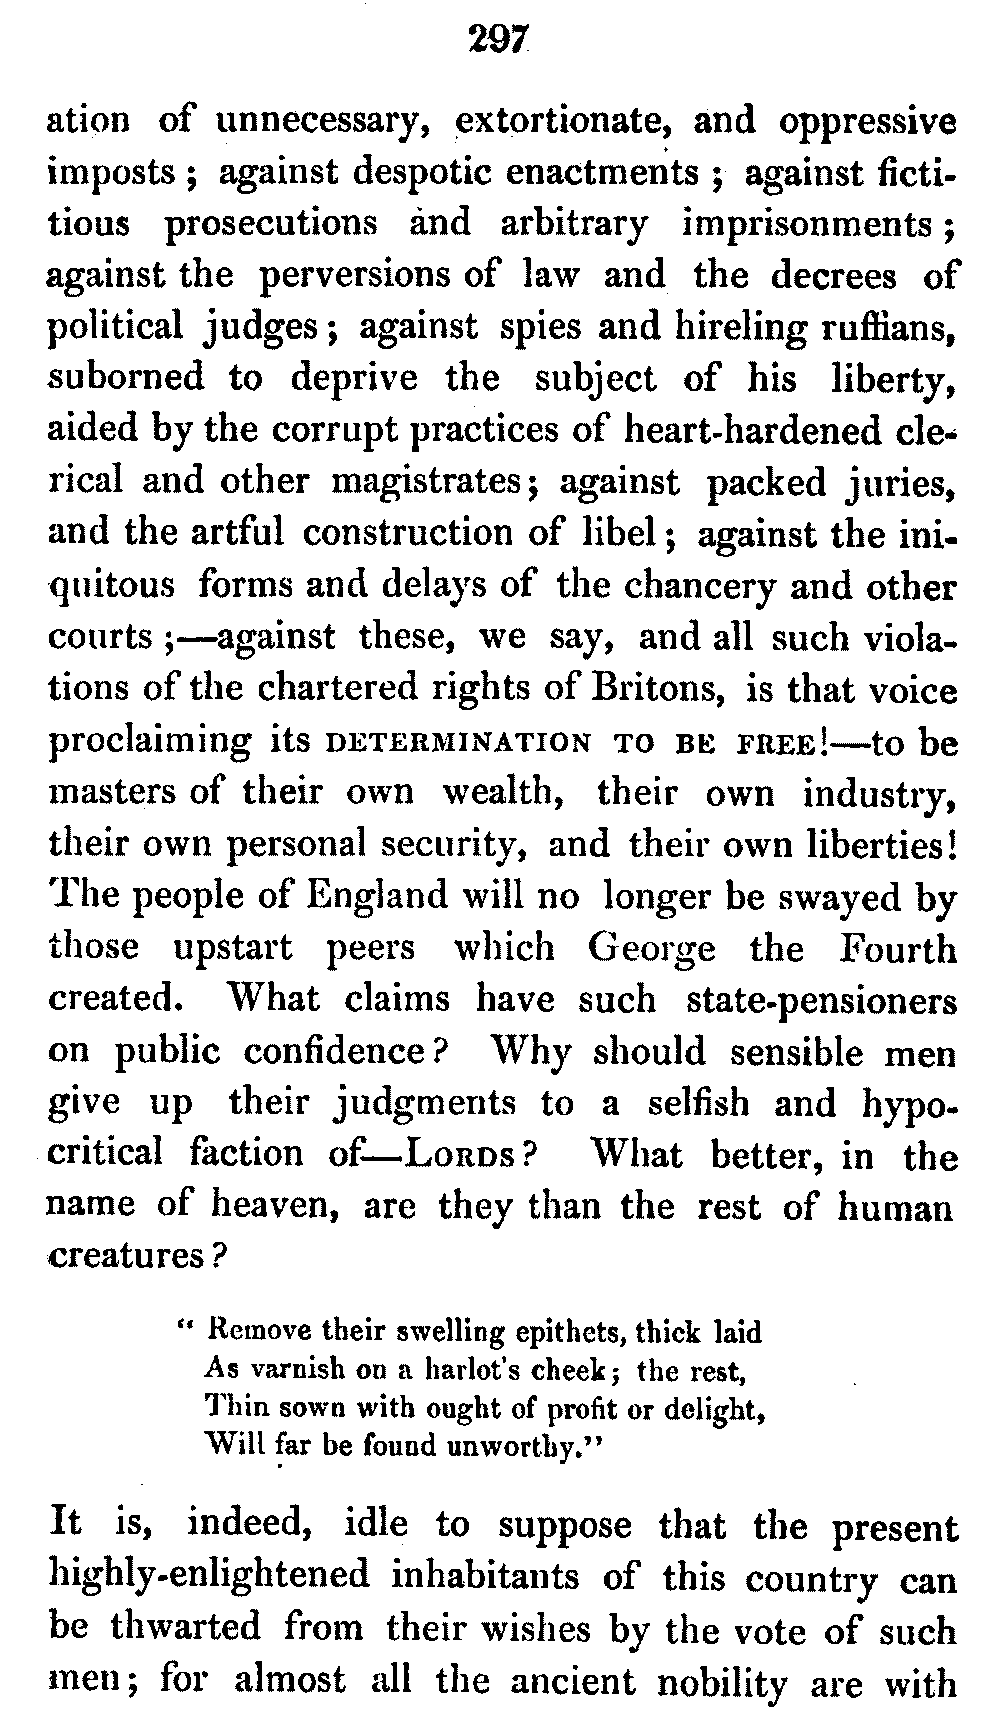 297
ation of unnecessary, extortionate, and oppressive
imposts ; against despotic enactments ; against ficti-
tious prosecutions and arbitrary imprisonments ;
against the perversions of law and the decrees of
political judges ; against spies and hireling ruffians,
suborned to deprive the subject of his liberty,
aided by the corrupt practices of heart-hardened cle-
rical and other magistrates ; against packed juries,
and the artful construction of libel ; against the ini-
quitous forms and delays of the chancery and other
courts ;—against these, we say, and all such viola-
tions of the chartered rights of Britons, is that voice
proclaiming its DETERMINATION TO BE FREE!—to be
masters of their own wealth, their own industry,
their own personal security, and their own liberties!
The people of England will no longer be swayed by
those upstart peers which George the Fourth
created. What claims have such state-pensioners
on public confidence ? Why should sensible men
give up their judgments to a selfish and hypo-
critical faction of—LORDS ? What better, in the
name of heaven, are they than the rest of human
creatures ?
“ Remove their swelling epithets, thick laid
As varnish on a harlot's cheek ; the rest,
Thin sown with ought of profit or delight,
Will far be found unworthy.”
It is, indeed, idle to suppose that the present
highly-enlightened inhabitants of this country can
be thwarted from their wishes by the vote of such
men ; for almost all the ancient nobility are with